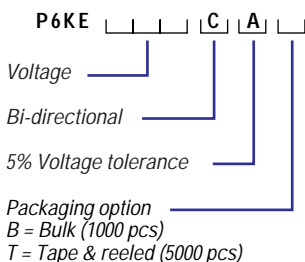 P6KE C A
Voltage
Bi-directional
5% Voltage tolerance
Packaging option
B = Bulk (1000 pcs)
T = Tape & reeled (5000 pcs)